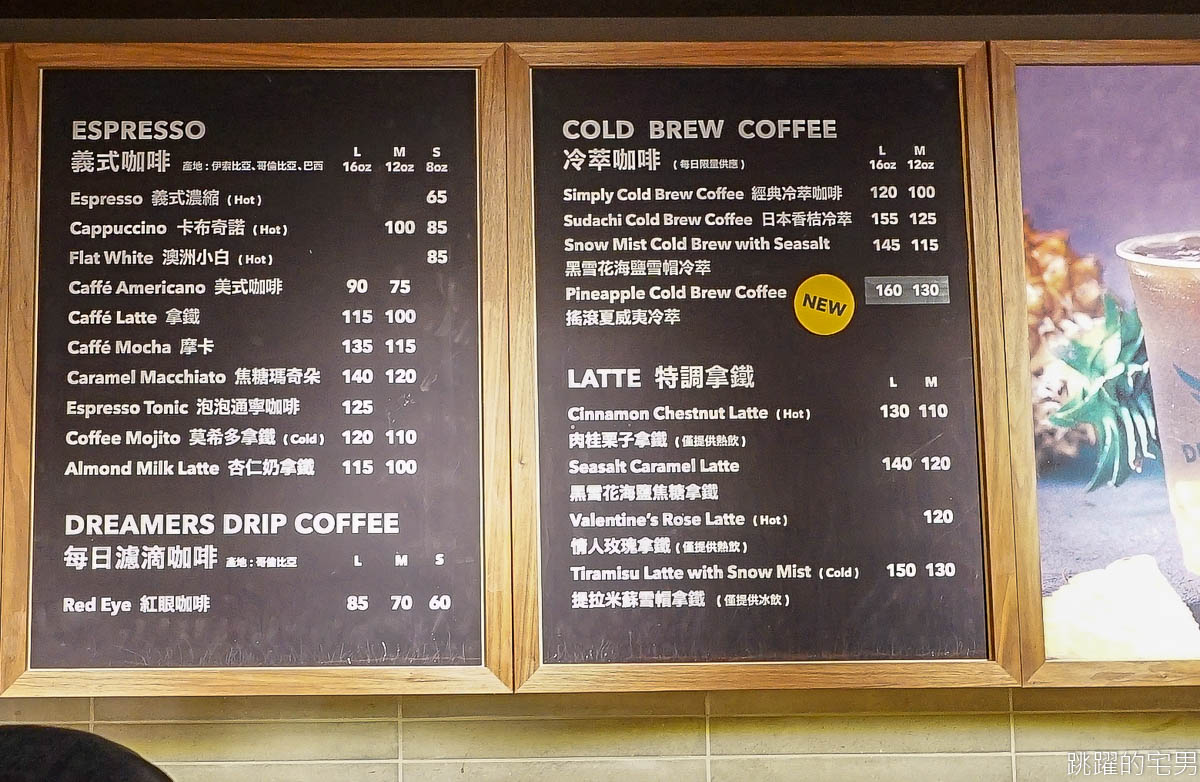 ESPRESSO
義式咖啡 產地:伊索比亞、哥倫比亞、巴西 L 16oz M 12oz S 8oz
Espresso 義式濃縮 (Hot) 65
Cappuccino 卡布奇諾 (Hot) 100 85
Flat White 澳洲小白 (Hot) 85
Caffé Americano 美式咖啡 90 75
Caffé Latte 拿鐵 115 100
Caffé Mocha 摩卡 135 115
Caramel Macchiato 焦糖瑪奇朵 140 120
Espresso Tonic 泡泡通寧咖啡 125
Coffee Mojito 莫希多拿鐵 (Cold) 120 110
Almond Milk Latte 杏仁奶拿鐵 115 100
DREAMERS DRIP COFFEE
每日濾滴咖啡 產地:哥倫比亞 L M S
Red Eye 紅眼咖啡 85 70 60
COLD BREW COFFEE
冷萃咖啡 (每日限量供應) L 16oz M 12oz
Simply Cold Brew Coffee 經典冷萃咖啡 120 100
Sudachi Cold Brew Coffee 日本香桔冷萃 155 125
Snow Mist Cold Brew with Seasalt 145 115
黑雪花海鹽雪帽冷萃
Pineapple Cold Brew Coffee NEW 160 130
搖滾夏威夷冷萃
LATTE 特調拿鐵 L M
Cinnamon Chestnut Latte (Hot) 130 110
肉桂栗子拿鐵 (僅提供熱飲)
Seasalt Caramel Latte 140 120
黑雪花海鹽焦糖拿鐵
Valentine's Rose Latte (Hot) 120
情人玫瑰拿鐵 (僅提供熱飲)
Tiramisu Latte with Snow Mist (Cold) 150 130
提拉米蘇雪帽拿鐵 (僅提供冰飲)
跳躍的宅男